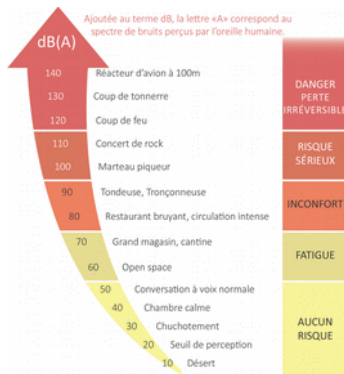 Ajoutée au terme dB, la lettre «A» correspond au
spectre de bruits perçus par l'oreille humaine.
dB(A)
140 Réacteur d'avion à 100m
130 Coup de tonnerre
120 Coup de feu
DANGER
PERTE
IRRÉVERSIBLE
110 Concert de rock
100 Marteau piqueur
RISQUE
SÉRIEUX
90 Tondeuse, Tronçonneuse
80 Restaurant bruyant, circulation intense
INCONFORT
70 Grand magasin, cantine
60 Open space
FATIGUE
50 Conversation à voix normale
40 Chambre calme
30 Chuchotement
20 Seuil de perception
10 Désert
AUCUN
RISQUE